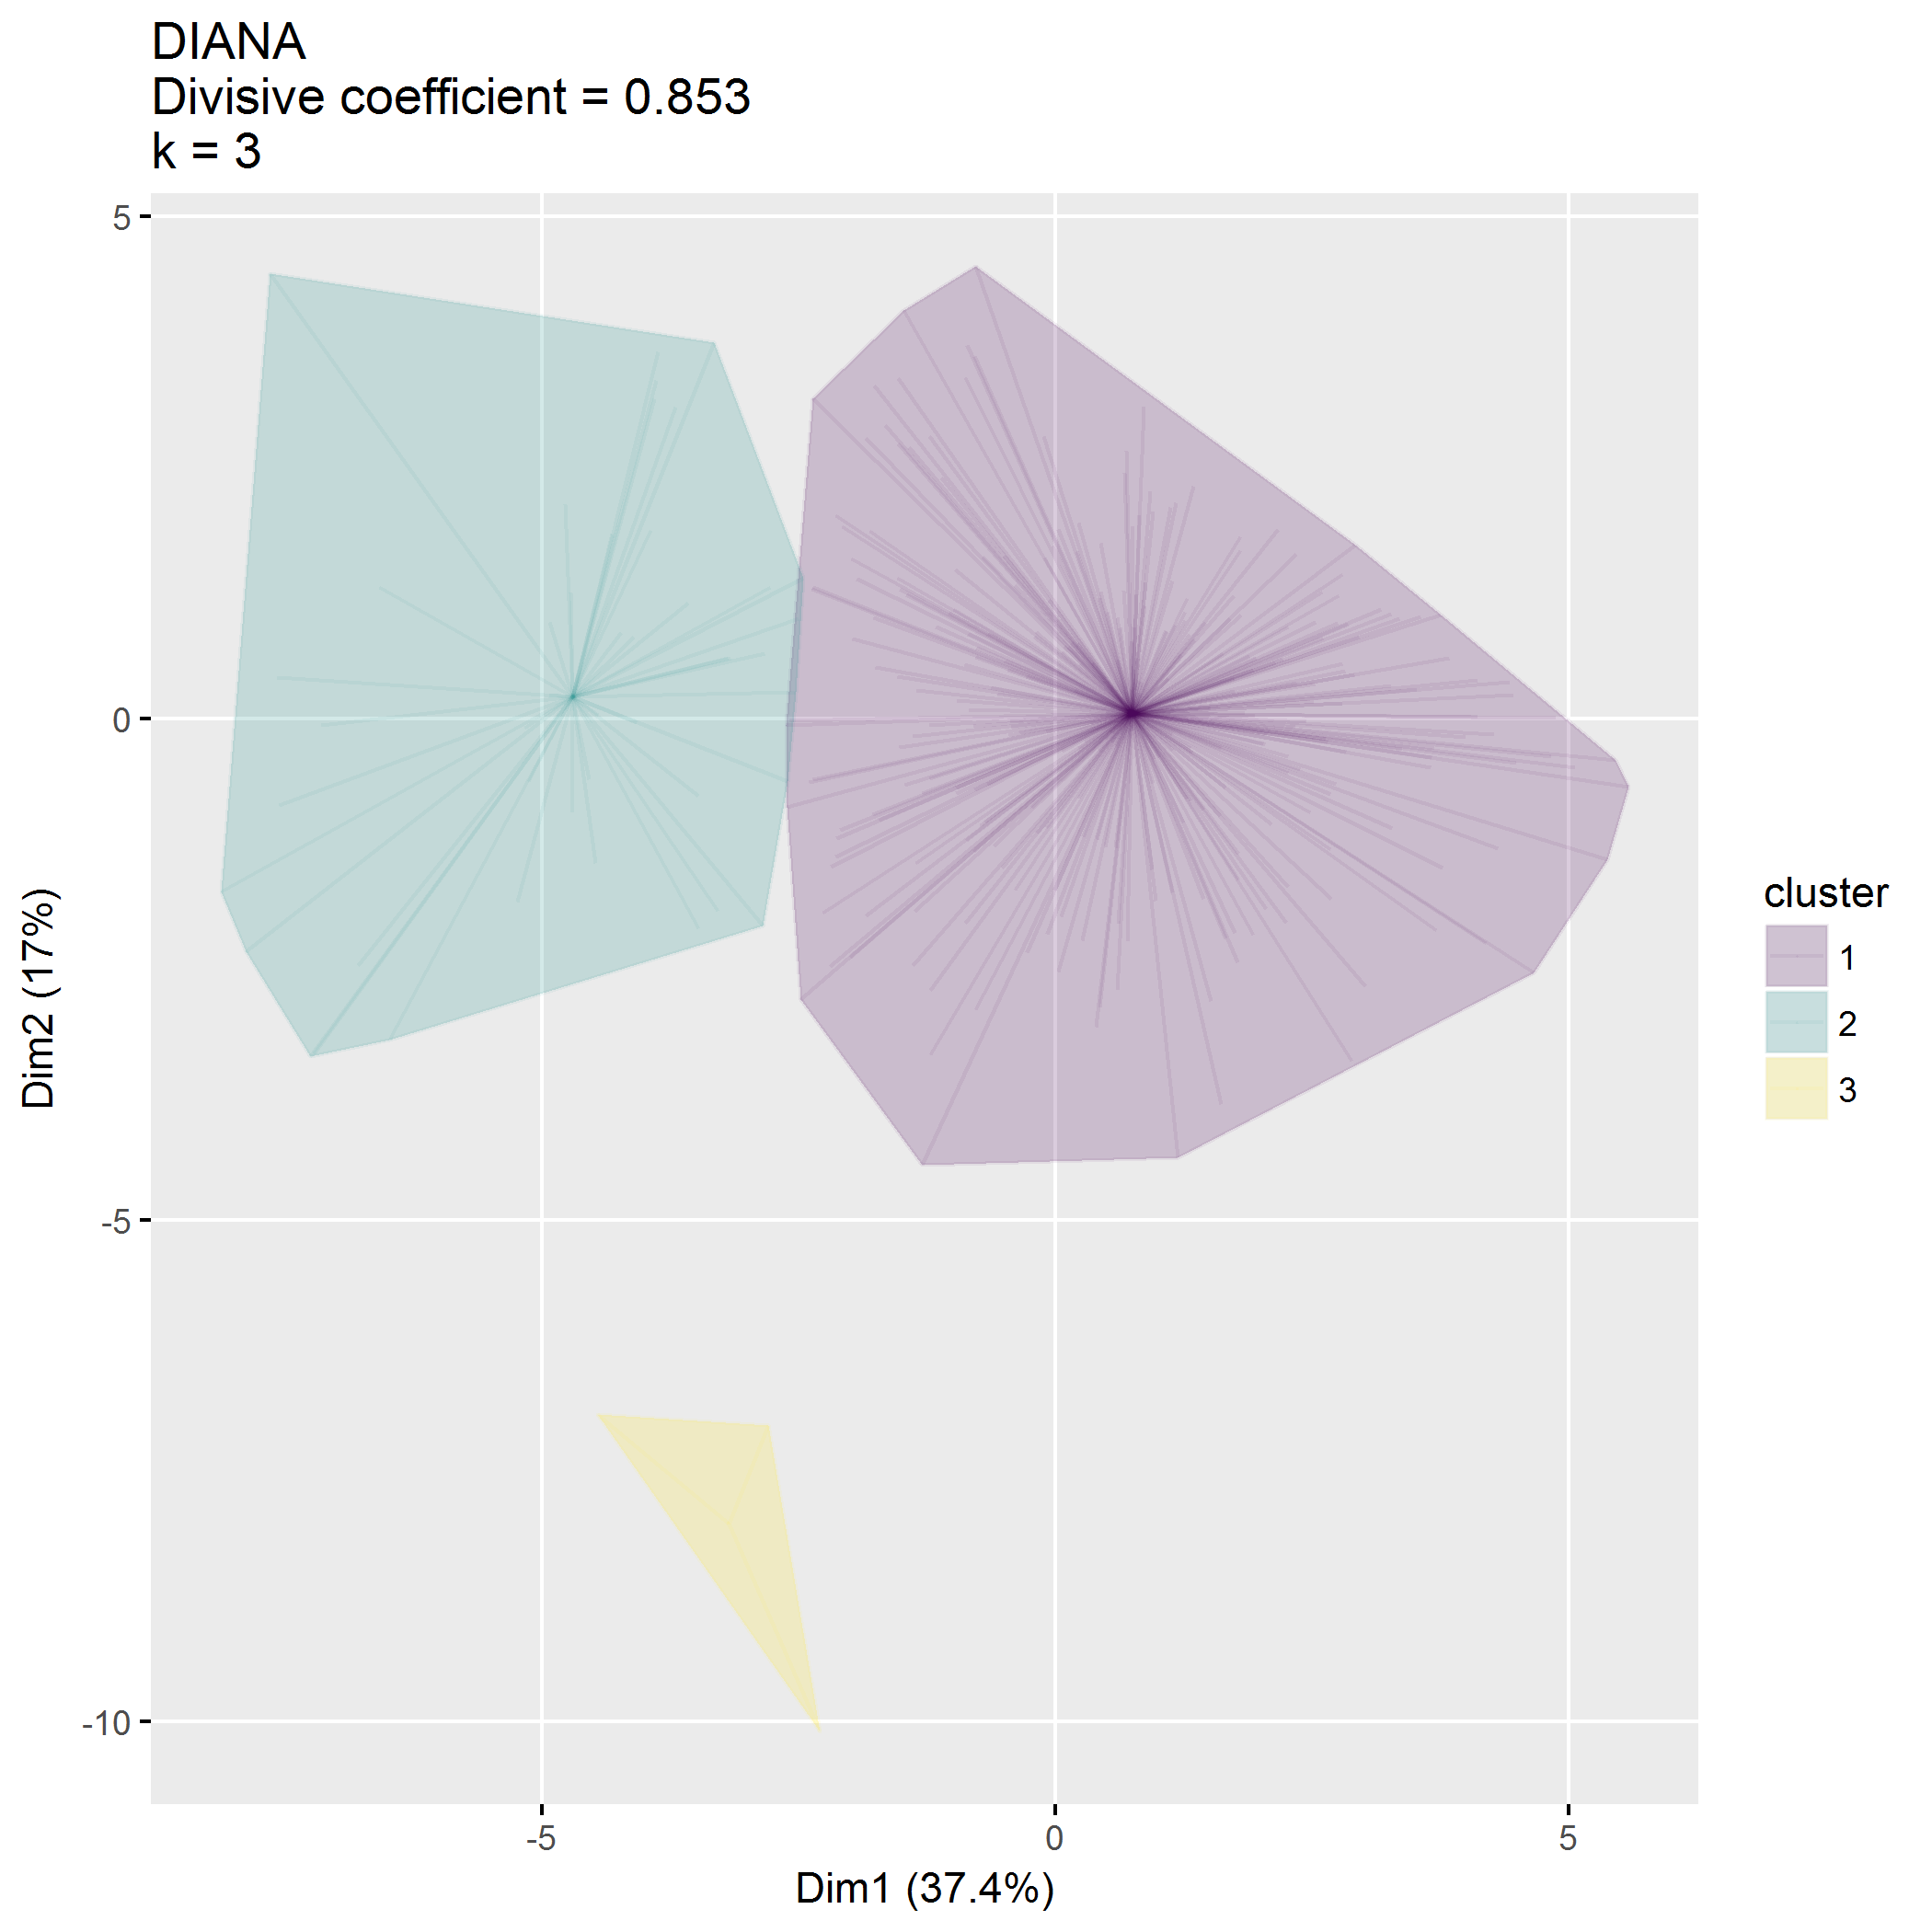 DIANA
Divisive coefficient = 0.853
k = 3
5
0
-5
-10
Dim2 (17%)
-5
0
5
Dim1 (37.4%)
cluster
1
2
3